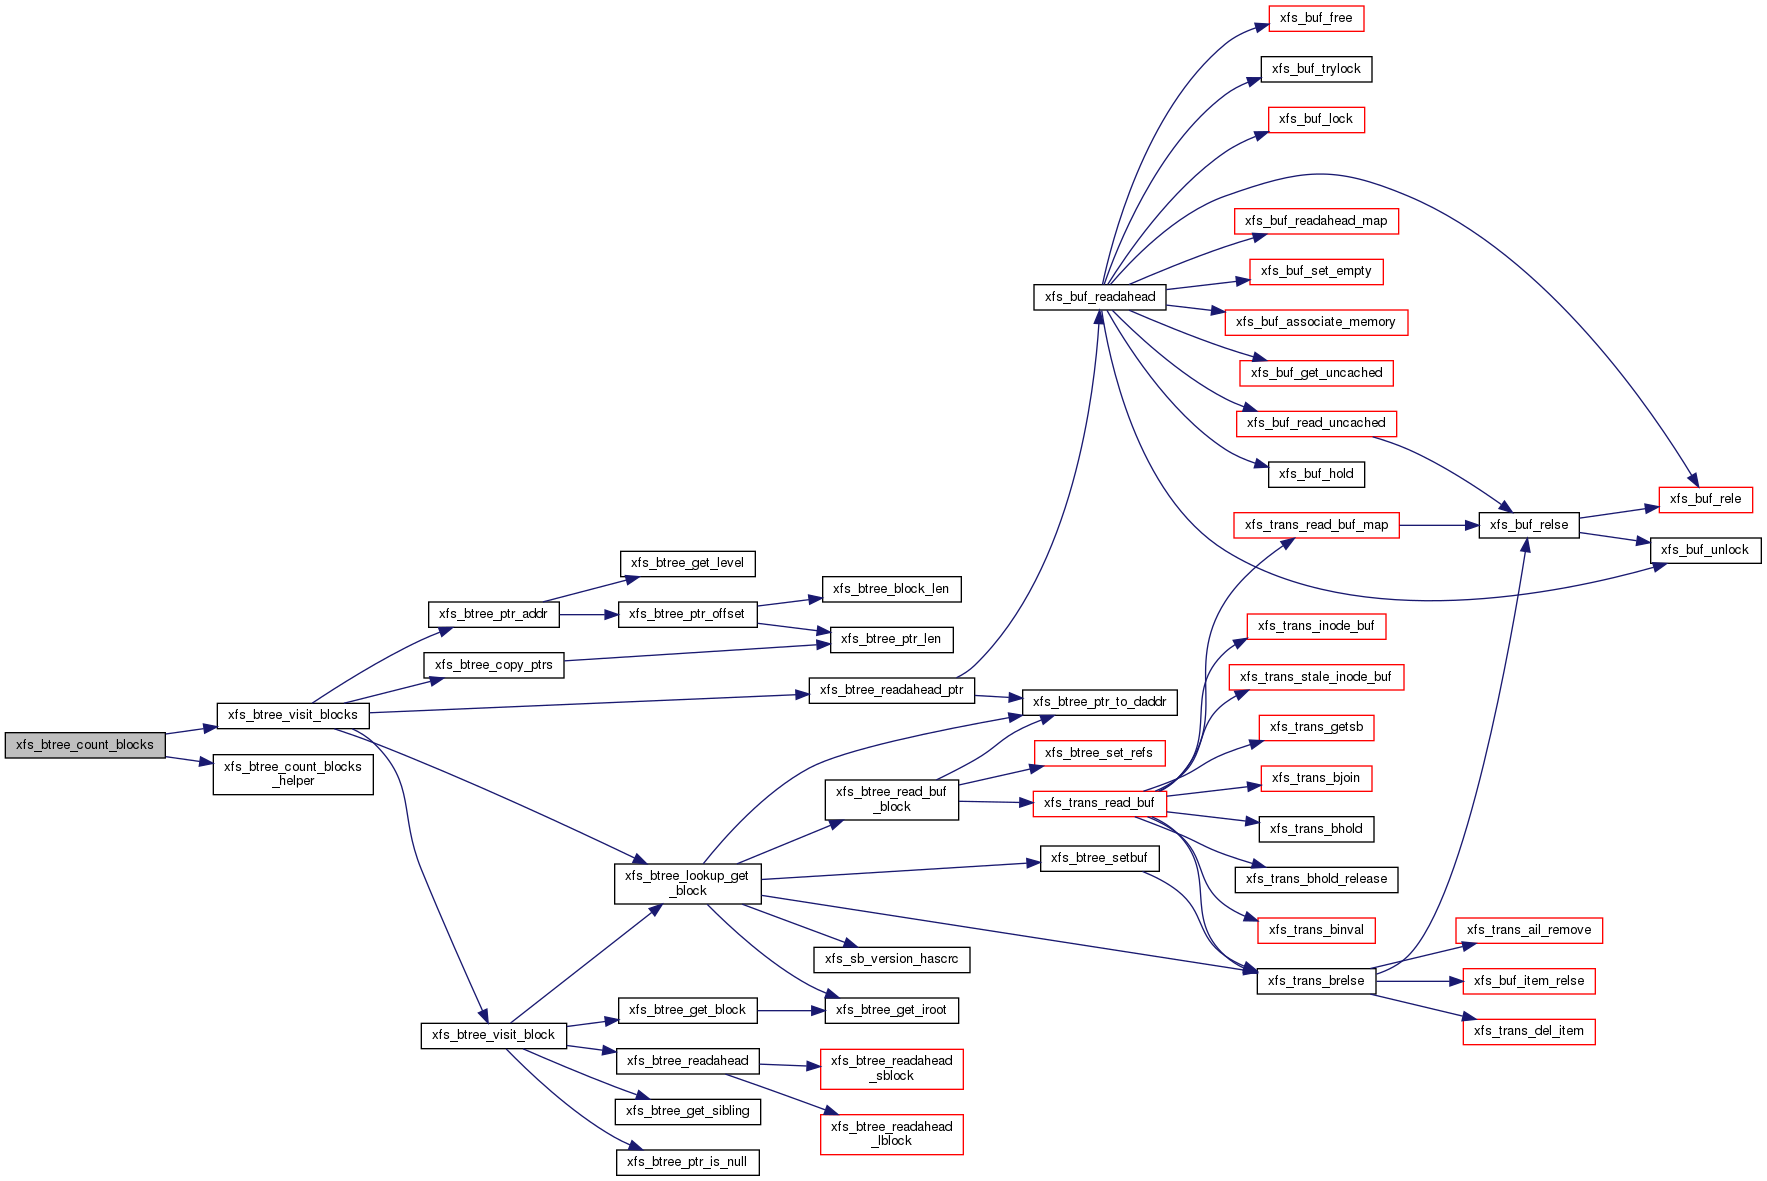 xfs_buf_free
xfs_buf_trylock
xfs_buf_lock
xfs_buf_readahead_map
xfs_buf_set_empty
xfs_buf_readahead
xfs_buf_associate_memory
xfs_buf_get_uncached
xfs_buf_read_uncached
xfs_buf_hold
xfs_buf_rele
xfs_trans_read_buf_map
xfs_buf_relse
xfs_buf_unlock
xfs_btree_get_level
xfs_btree_block_len
xfs_btree_ptr_addr
xfs_btree_ptr_offset
xfs_trans_inode_buf
xfs_btree_ptr_len
xfs_btree_copy_ptrs
xfs_trans_stale_inode_buf
xfs_btree_readahead_ptr
xfs_btree_ptr_to_daddr
xfs_btree_visit_blocks
xfs_trans_getsb
xfs_btree_count_blocks
xfs_btree_set_refs
xfs_btree_count_blocks
_helper
xfs_trans_bjoin
xfs_btree_read_buf
_block
xfs_trans_read_buf
xfs_trans_bhold
xfs_btree_setbuf
xfs_btree_lookup_get
_block
xfs_trans_bhold_release
xfs_trans_binval
xfs_trans_ail_remove
xfs_sb_version_hascrc
xfs_trans_brelse
xfs_buf_item_relse
xfs_btree_get_block
xfs_btree_get_iroot
xfs_trans_del_item
xfs_btree_visit_block
xfs_btree_readahead
xfs_btree_readahead
_sblock
xfs_btree_get_sibling
xfs_btree_readahead
_lblock
xfs_btree_ptr_is_null